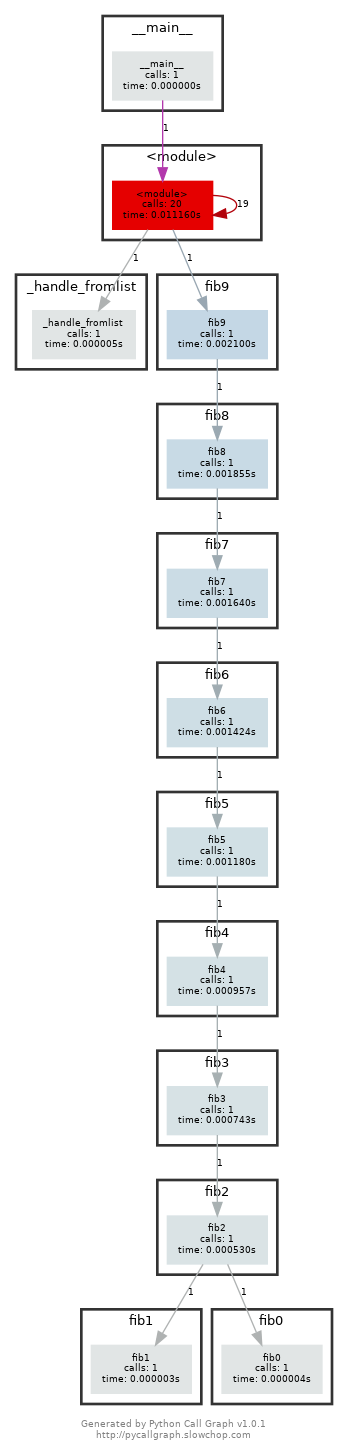 __main__
__main__
calls: 1
time: 0.000000s
1
<module>
<module>
calls: 20
time: 0.011160s
19
1
1
_handle_fromlist
_handle_fromlist
calls: 1
time: 0.000005s
fib9
fib9
calls: 1
time: 0.002100s
1
fib8
fib8
calls: 1
time: 0.001855s
1
fib7
fib7
calls: 1
time: 0.001640s
1
fib6
fib6
calls: 1
time: 0.001424s
1
fib5
fib5
calls: 1
time: 0.001180s
1
fib4
fib4
calls: 1
time: 0.000957s
1
fib3
fib3
calls: 1
time: 0.000743s
1
fib2
fib2
calls: 1
time: 0.000530s
1
1
fib1
fib1
calls: 1
time: 0.000003s
fib0
fib0
calls: 1
time: 0.000004s
Generated by Python Call Graph v1.0.1
http://pycallgraph.slowchop.com